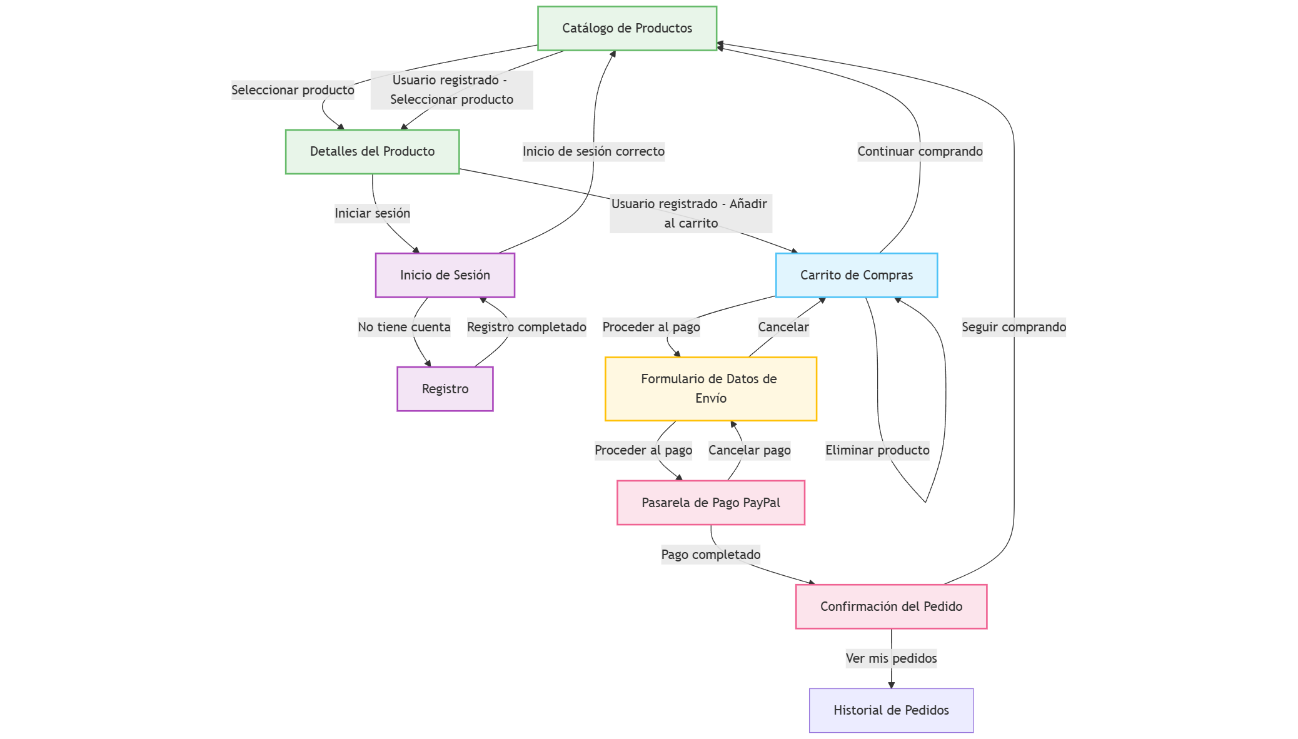 Catálogo de Productos
Seleccionar producto
Usuario registrado -
Seleccionar producto
Detalles del Producto
Inicio de sesión correcto
Continuar comprando
Iniciar sesión
Usuario registrado - Añadir
al carrito
Inicio de Sesión
Carrito de Compras
No tiene cuenta
Registro completado
Proceder al pago
Cancelar
Seguir comprando
Registro
Formulario de Datos de
Envío
Proceder al pago
Cancelar pago
Eliminar producto
Pasarela de Pago PayPal
Pago completado
Confirmación del Pedido
Ver mis pedidos
Historial de Pedidos